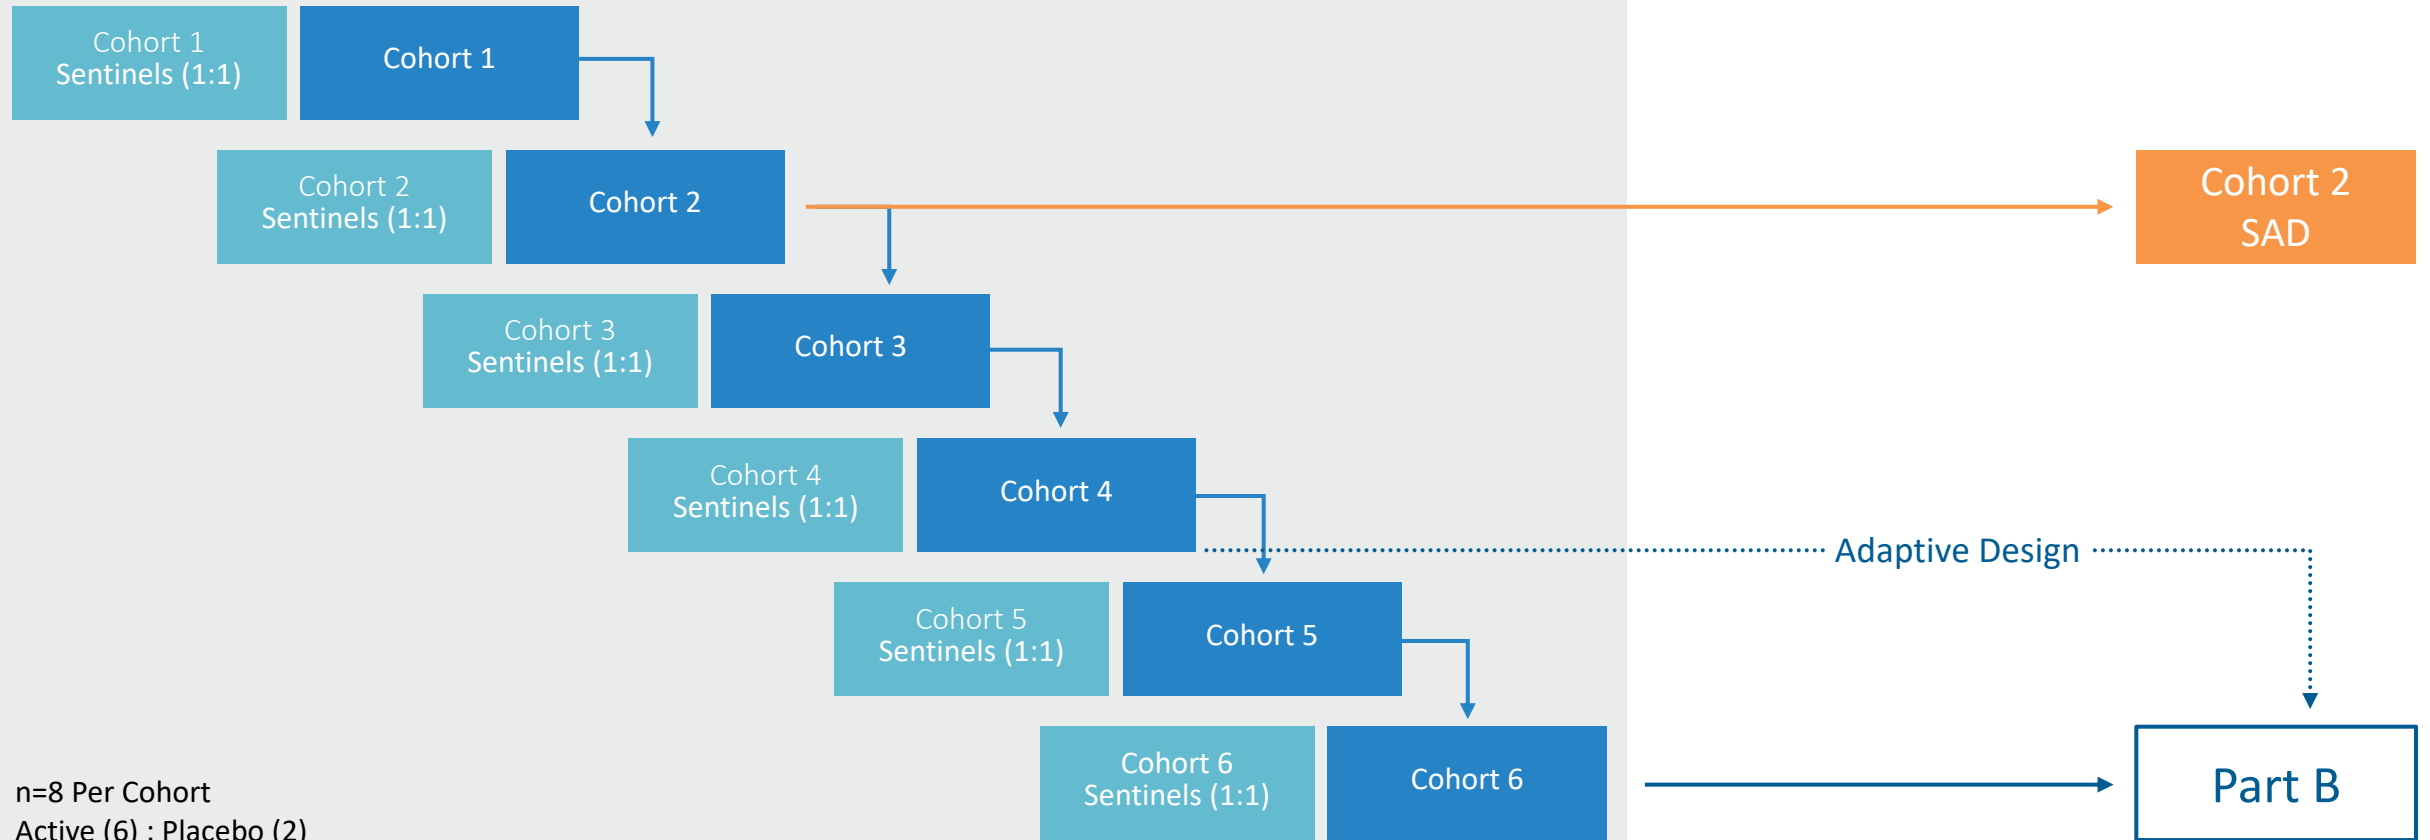 Cohort 1
Sentinels (1:1)
Cohort 1
Cohort 2
Sentinels (1:1)
Cohort 2
Cohort 2
SAD
Cohort 3
Sentinels (1:1)
Cohort 3
Cohort 4
Sentinels (1:1)
Cohort 4
Adaptive Design
Cohort 5
Sentinels (1:1)
Cohort 5
Cohort 6
Sentinels (1:1)
Cohort 6
Part B
n=8 Per Cohort
Active (6) : Placebo (2)